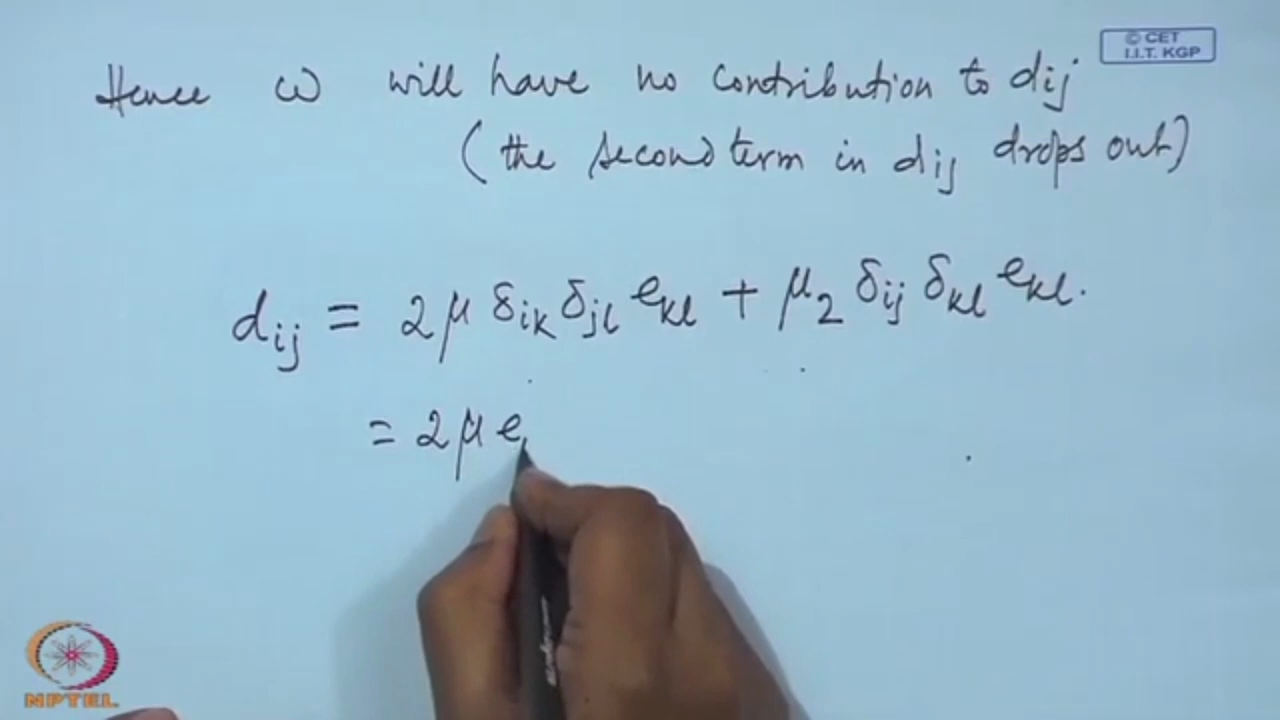 © CET
I.I.T. KGP
Hence ω will have no contribution to dij
(the second term in dij drops out)
dij = 2μ δik δjl ekl + μ2 δij δkl ekl.
= 2μ e
NPTEL